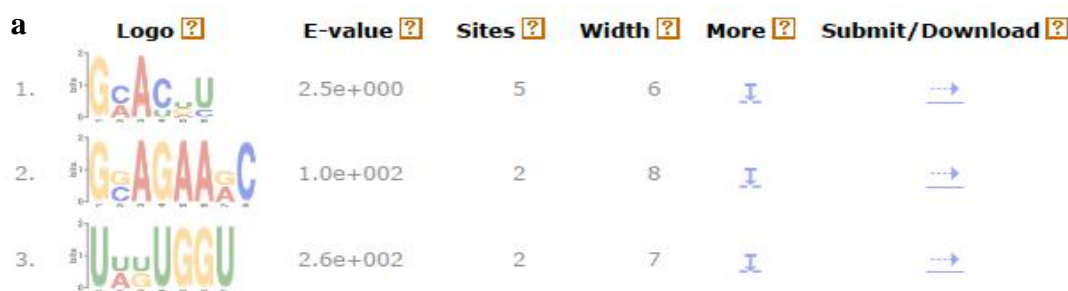 a
Logo ? E-value ? Sites ? Width ? More ? Submit/Download ?
1. 2.5e+000 5 6
2. 1.0e+002 2 8
3. 2.6e+002 2 7